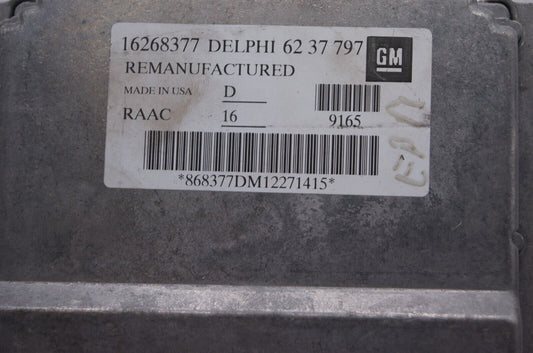 16268377 DELPHI 62 37 797 GM
REMANUFACTURED
MADE IN USA D
RAAC 16 9165
*868377DM12271415*